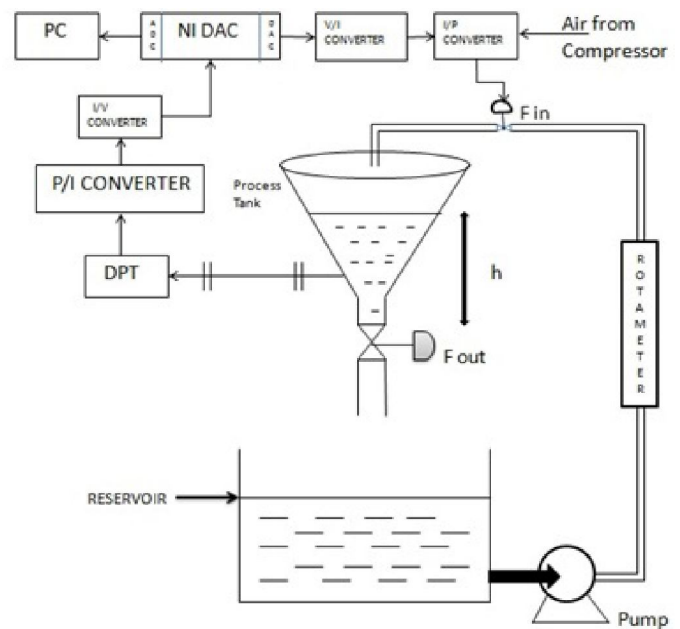 PC
ADC
NI DAC
DAC
V/I
CONVERTER
I/P
CONVERTER
Air from
Compressor
I/V
CONVERTER
F in
P/I CONVERTER
Process
Tank
DPT
h
ROTAMETER
F out
RESERVOIR
Pump